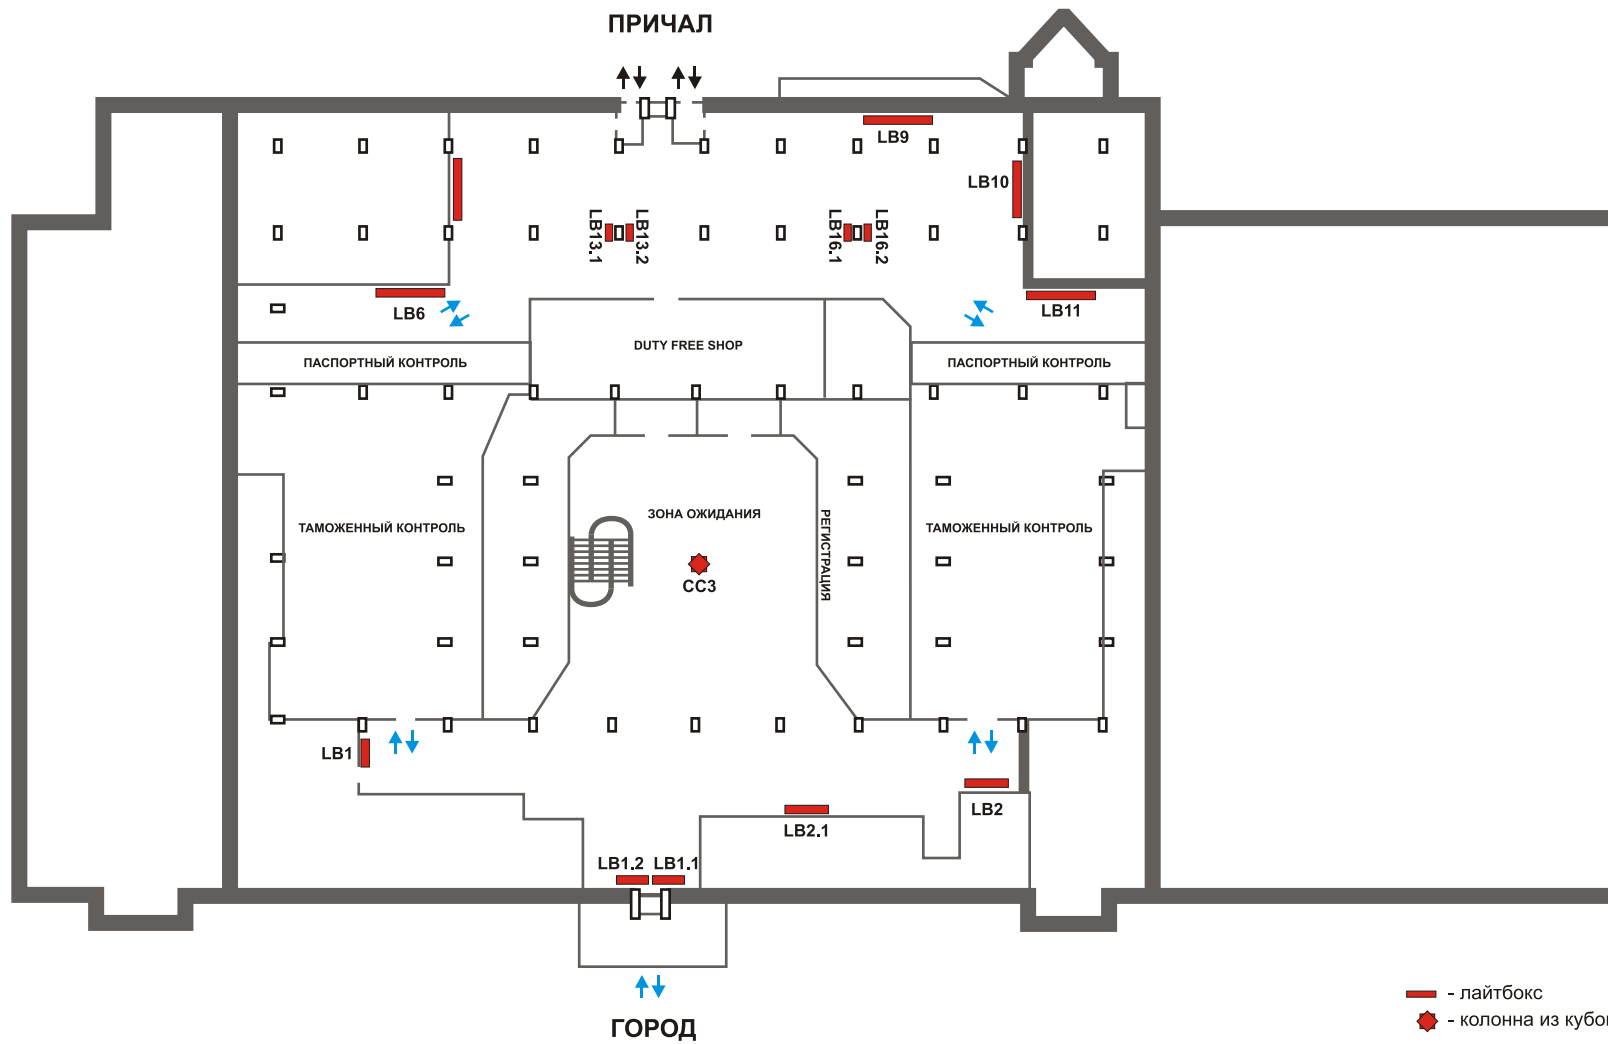 ПРИЧАЛ
LB9
LB10
LB13.1
LB13.2
LB16.1
LB16.2
LB6
LB11
DUTY FREE SHOP
ПАСПОРТНЫЙ КОНТРОЛЬ
ПАСПОРТНЫЙ КОНТРОЛЬ
ТАМОЖЕННЫЙ КОНТРОЛЬ
ЗОНА ОЖИДАНИЯ
РЕГИСТРАЦИЯ
ТАМОЖЕННЫЙ КОНТРОЛЬ
CC3
LB1
LB2
LB2.1
LB1.2
LB1.1
ГОРОД
- лайтбокс
- колонна из кубо